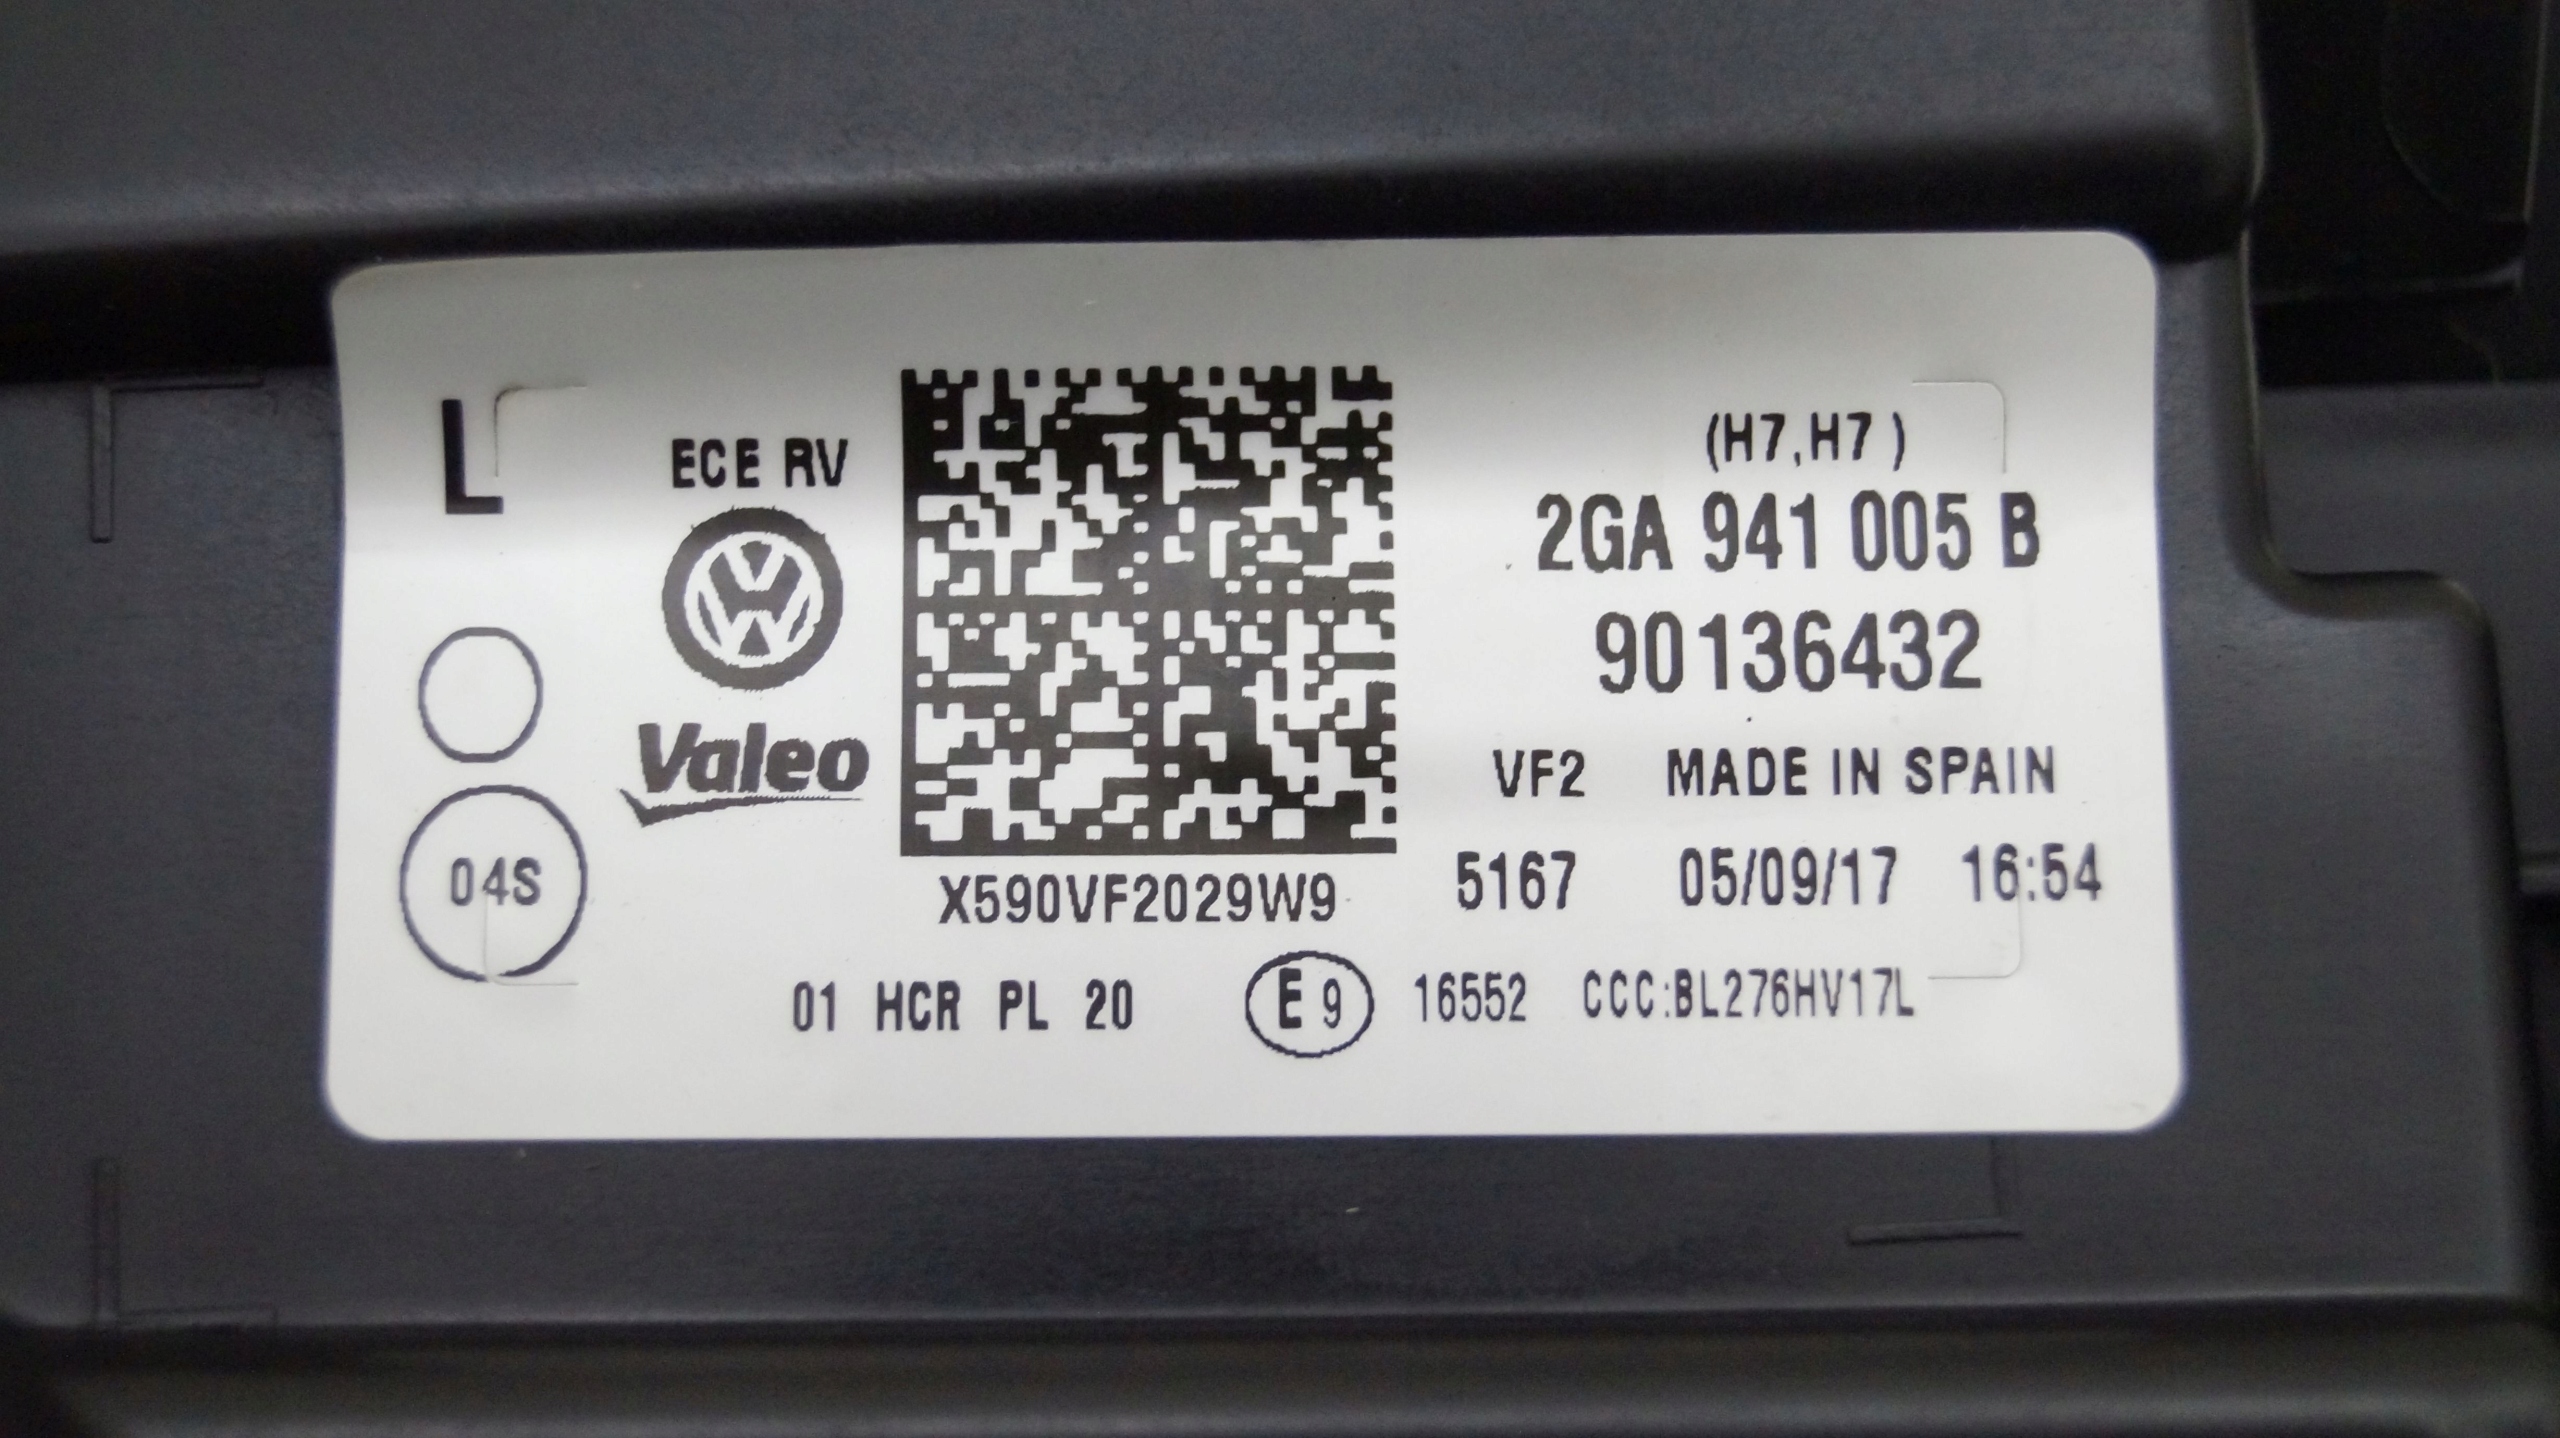 L
ECE RV
Valeo
04S
X590VF2029W9
(H7,H7 )
2GA 941 005 B
90136432
VF2 MADE IN SPAIN
5167 05/09/17 16:54
01 HCR PL 20 E 9 16552 CCC:BL276HV17L